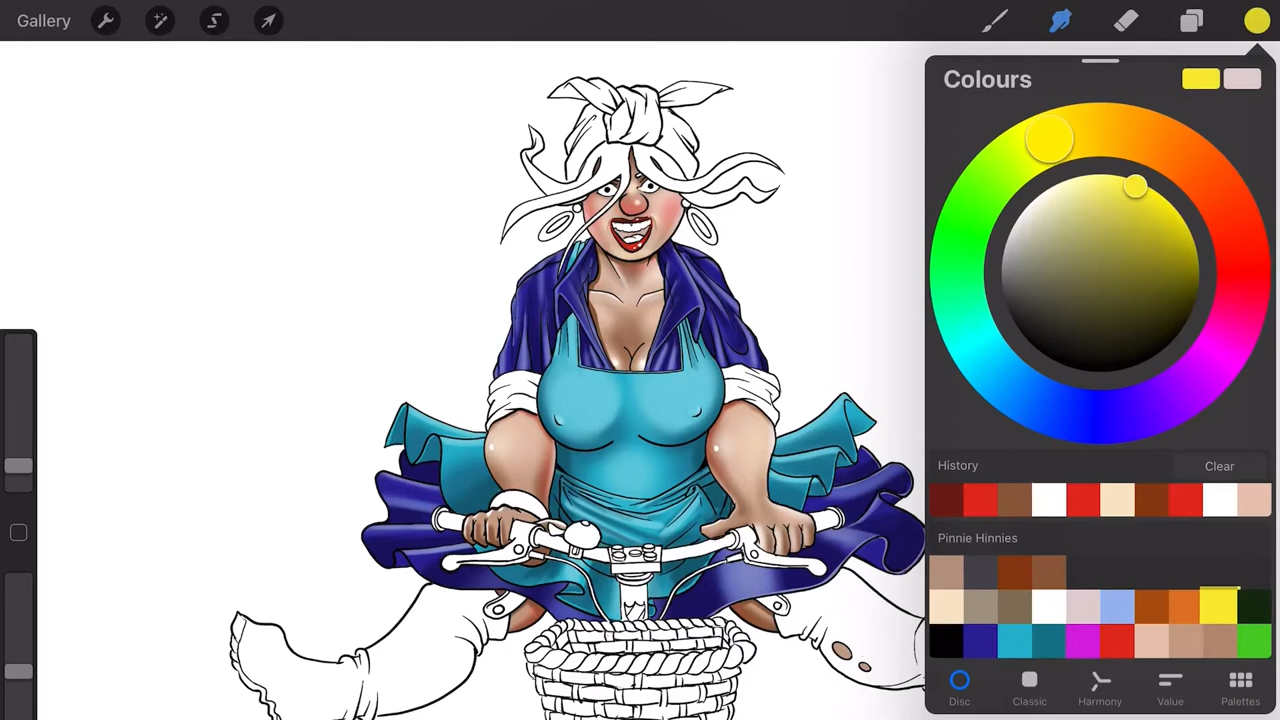 Gallery
Colours
History
Clear
Pinnie Hinnies
Disc
Classic
Harmony
Value
Palettes